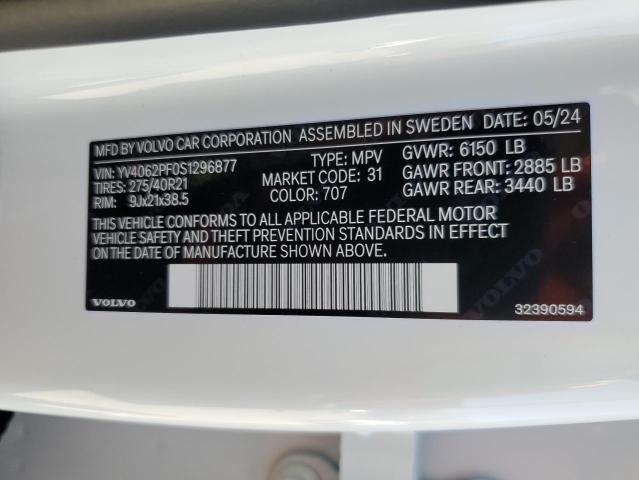 MFD BY VOLVO CAR CORPORATION ASSEMBLED IN SWEDEN DATE: 05/24
VIN: YV4062PF0S1296877 TYPE: MPV GVWR: 6150 LB
TIRES: 275/40R21 MARKET CODE: 31 GAWR FRONT: 2885 LB
RIM: 9Jx21x38.5 COLOR: 707 GAWR REAR: 3440 LB
THIS VEHICLE CONFORMS TO ALL APPLICABLE FEDERAL MOTOR
VEHICLE SAFETY AND THEFT PREVENTION STANDARDS IN EFFECT
ON THE DATE OF MANUFACTURE SHOWN ABOVE.
VOLVO 32390594